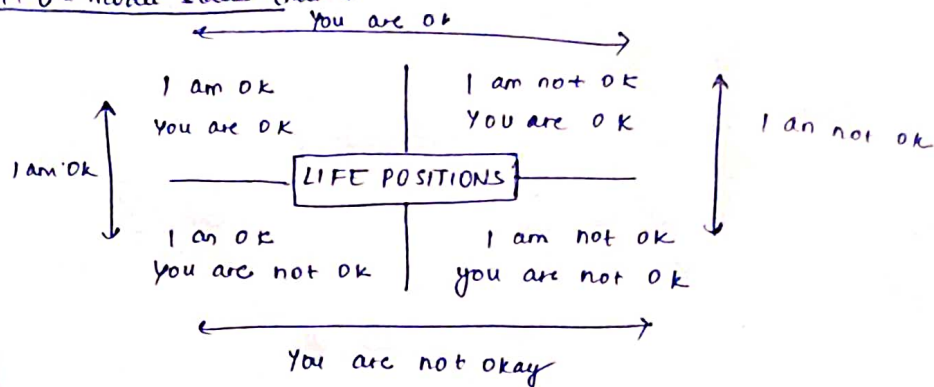 You are ok
I am ok
You are OK
I am not OK
You are OK
I am Ok
I an not ok
LIFE POSITIONS
I an OK
you are not OK
I am not ok
you are not Ok
You are not okay